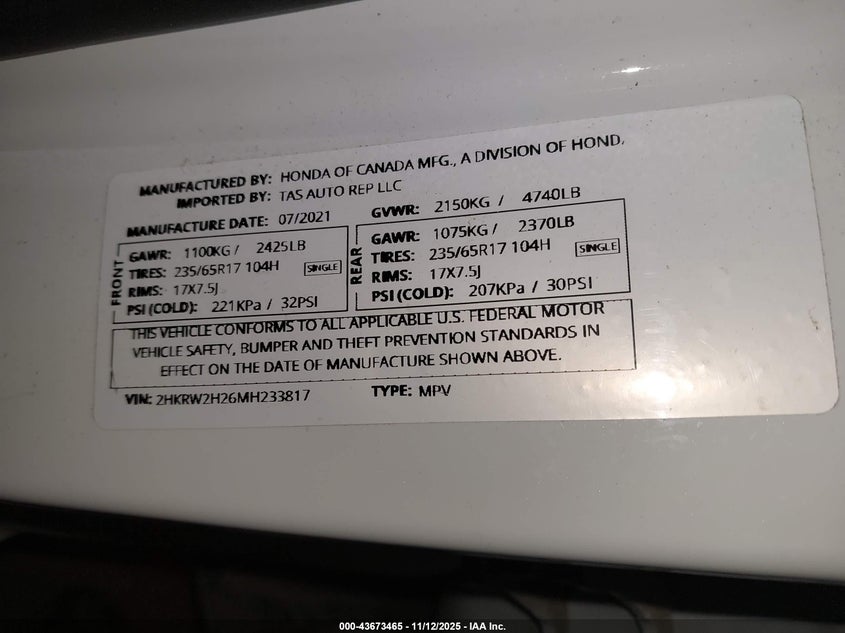 MANUFACTURED BY: HONDA OF CANADA MFG., A DIVISION OF HOND,
IMPORTED BY: TAS AUTO REP LLC
MANUFACTURE DATE: 07/2021 GVWR: 2150KG / 4740LB
FRONT
GAWR: 1100KG / 2425LB
TIRES: 235/65R17 104H SINGLE
RIMS: 17X7.5J
PSI (COLD): 221KPa / 32PSI
REAR
GAWR: 1075KG / 2370LB
TIRES: 235/65R17 104H SINGLE
RIMS: 17X7.5J
PSI (COLD): 207KPa / 30PSI
THIS VEHICLE CONFORMS TO ALL APPLICABLE U.S. FEDERAL MOTOR
VEHICLE SAFETY, BUMPER AND THEFT PREVENTION STANDARDS IN
EFFECT ON THE DATE OF MANUFACTURE SHOWN ABOVE.
VIN: 2HKRW2H26MH233817 TYPE: MPV
000-43673465 - 11/12/2025 - IAA Inc.